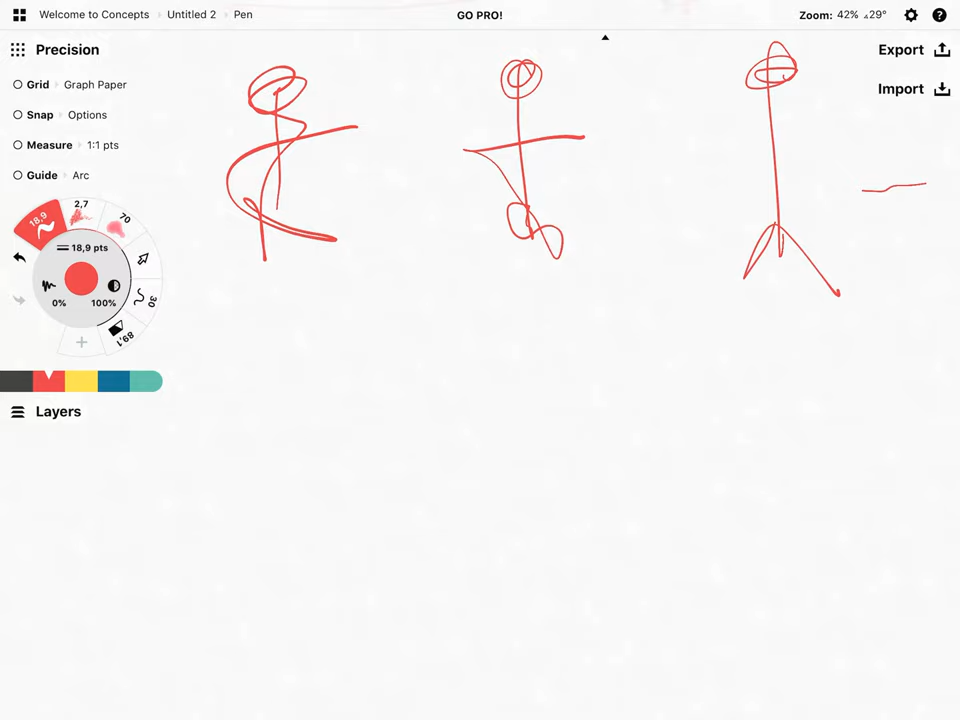 Welcome to Concepts › Untitled 2 › Pen
GO PRO!
Zoom: 42% ⊿29°
Precision
Grid › Graph Paper
Snap › Options
Measure › 1:1 pts
Guide › Arc
Export
Import
18,9
2,7
70
18,9 pts
0%
100%
30
89,1
Layers